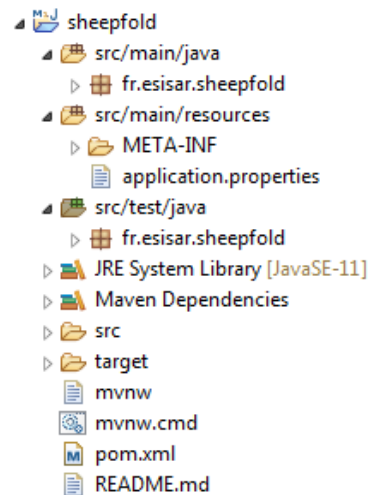 sheepfold
src/main/java
fr.esisar.sheepfold
src/main/resources
META-INF
application.properties
src/test/java
fr.esisar.sheepfold
JRE System Library [JavaSE-11]
Maven Dependencies
src
target
mvnw
mvnw.cmd
pom.xml
README.md